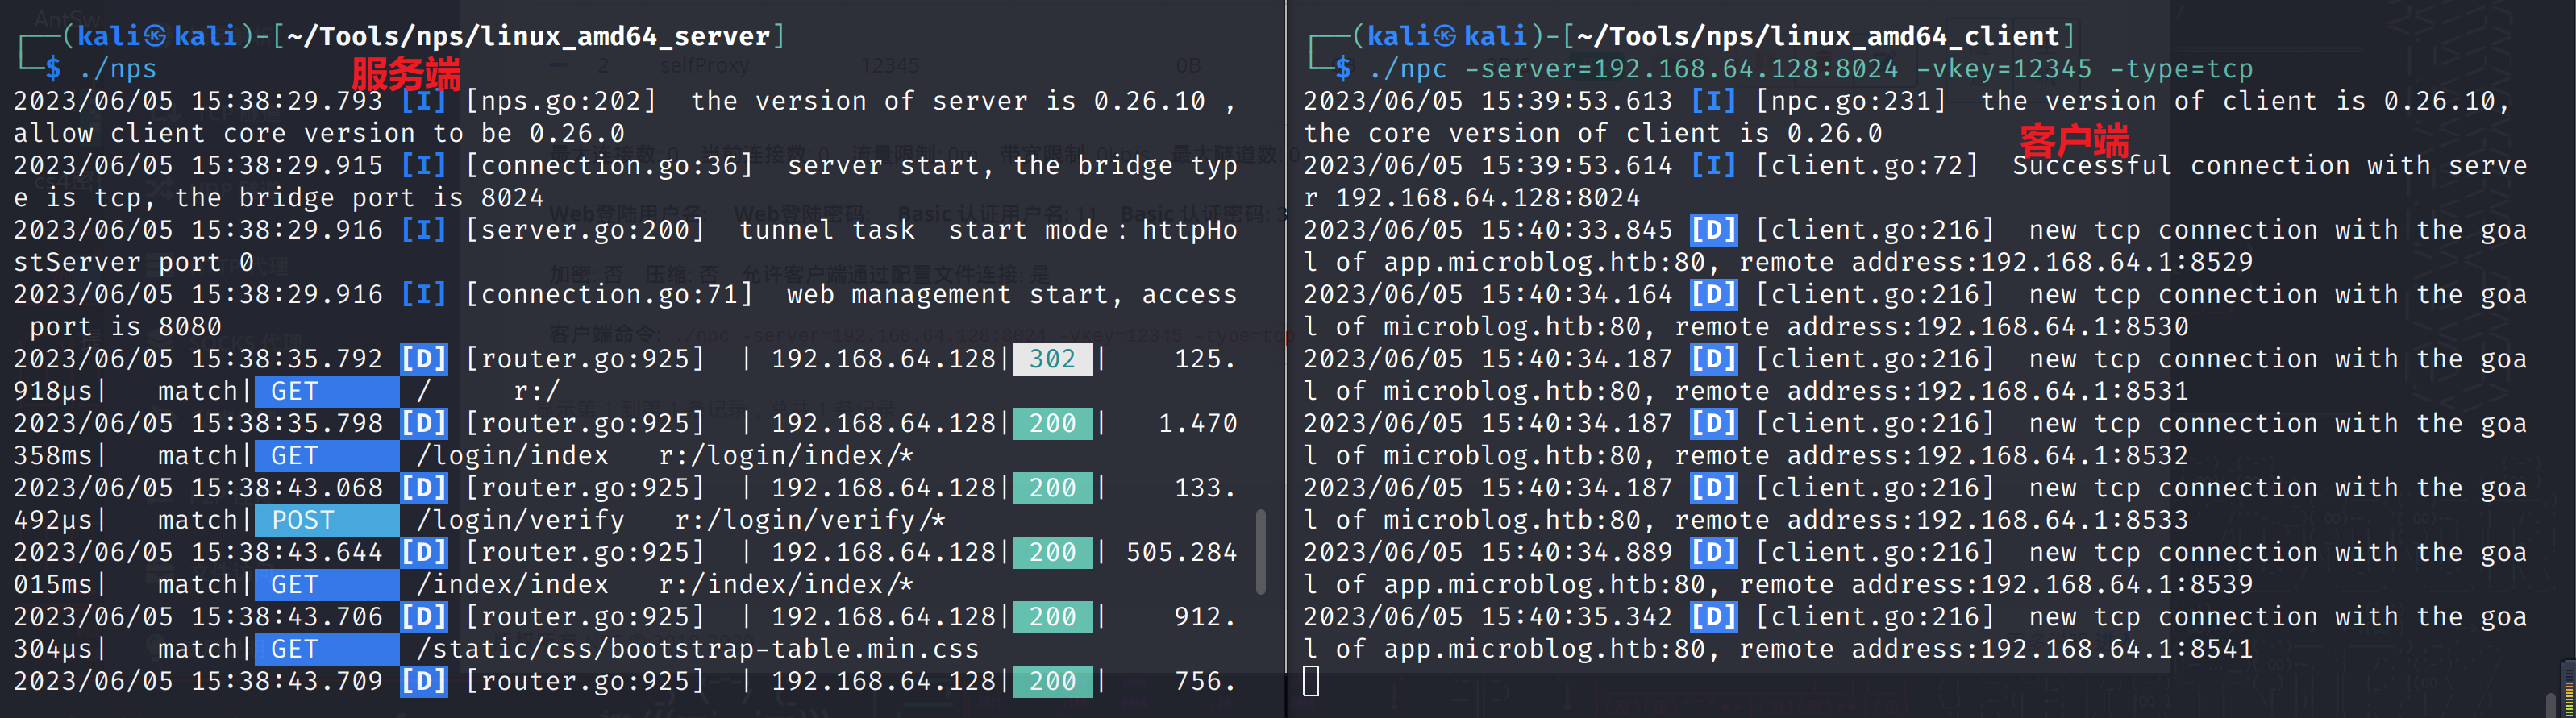 ┌──(kali㉿kali)-[~/Tools/nps/linux_amd64_server]
└─$ ./nps
服务端
2023/06/05 15:38:29.793 [I] [nps.go:202]  the version of server is 0.26.10 ,
allow client core version to be 0.26.0
2023/06/05 15:38:29.915 [I] [connection.go:36]  server start, the bridge typ
e is tcp, the bridge port is 8024
2023/06/05 15:38:29.916 [I] [server.go:200]  tunnel task  start mode：httpHo
stServer port 0
2023/06/05 15:38:29.916 [I] [connection.go:71]  web management start, access
 port is 8080
2023/06/05 15:38:35.792 [D] [router.go:925]  | 192.168.64.128| 302 |    125.
918µs|   match| GET      /     r:/
2023/06/05 15:38:35.798 [D] [router.go:925]  | 192.168.64.128| 200 |   1.470
358ms|   match| GET      /login/index   r:/login/index/*
2023/06/05 15:38:43.068 [D] [router.go:925]  | 192.168.64.128| 200 |    133.
492µs|   match| POST     /login/verify   r:/login/verify/*
2023/06/05 15:38:43.644 [D] [router.go:925]  | 192.168.64.128| 200 | 505.284
015ms|   match| GET      /index/index   r:/index/index/*
2023/06/05 15:38:43.706 [D] [router.go:925]  | 192.168.64.128| 200 |    912.
304µs|   match| GET      /static/css/bootstrap-table.min.css
2023/06/05 15:38:43.709 [D] [router.go:925]  | 192.168.64.128| 200 |    756.
┌──(kali㉿kali)-[~/Tools/nps/linux_amd64_client]
└─$ ./npc -server=192.168.64.128:8024 -vkey=12345 -type=tcp
2023/06/05 15:39:53.613 [I] [npc.go:231]  the version of client is 0.26.10,
the core version of client is 0.26.0
客户端
2023/06/05 15:39:53.614 [I] [client.go:72]  Successful connection with serve
r 192.168.64.128:8024
2023/06/05 15:40:33.845 [D] [client.go:216]  new tcp connection with the goa
l of app.microblog.htb:80, remote address:192.168.64.1:8529
2023/06/05 15:40:34.164 [D] [client.go:216]  new tcp connection with the goa
l of microblog.htb:80, remote address:192.168.64.1:8530
2023/06/05 15:40:34.187 [D] [client.go:216]  new tcp connection with the goa
l of microblog.htb:80, remote address:192.168.64.1:8531
2023/06/05 15:40:34.187 [D] [client.go:216]  new tcp connection with the goa
l of microblog.htb:80, remote address:192.168.64.1:8532
2023/06/05 15:40:34.187 [D] [client.go:216]  new tcp connection with the goa
l of microblog.htb:80, remote address:192.168.64.1:8533
2023/06/05 15:40:34.889 [D] [client.go:216]  new tcp connection with the goa
l of app.microblog.htb:80, remote address:192.168.64.1:8539
2023/06/05 15:40:35.342 [D] [client.go:216]  new tcp connection with the goa
l of app.microblog.htb:80, remote address:192.168.64.1:8541